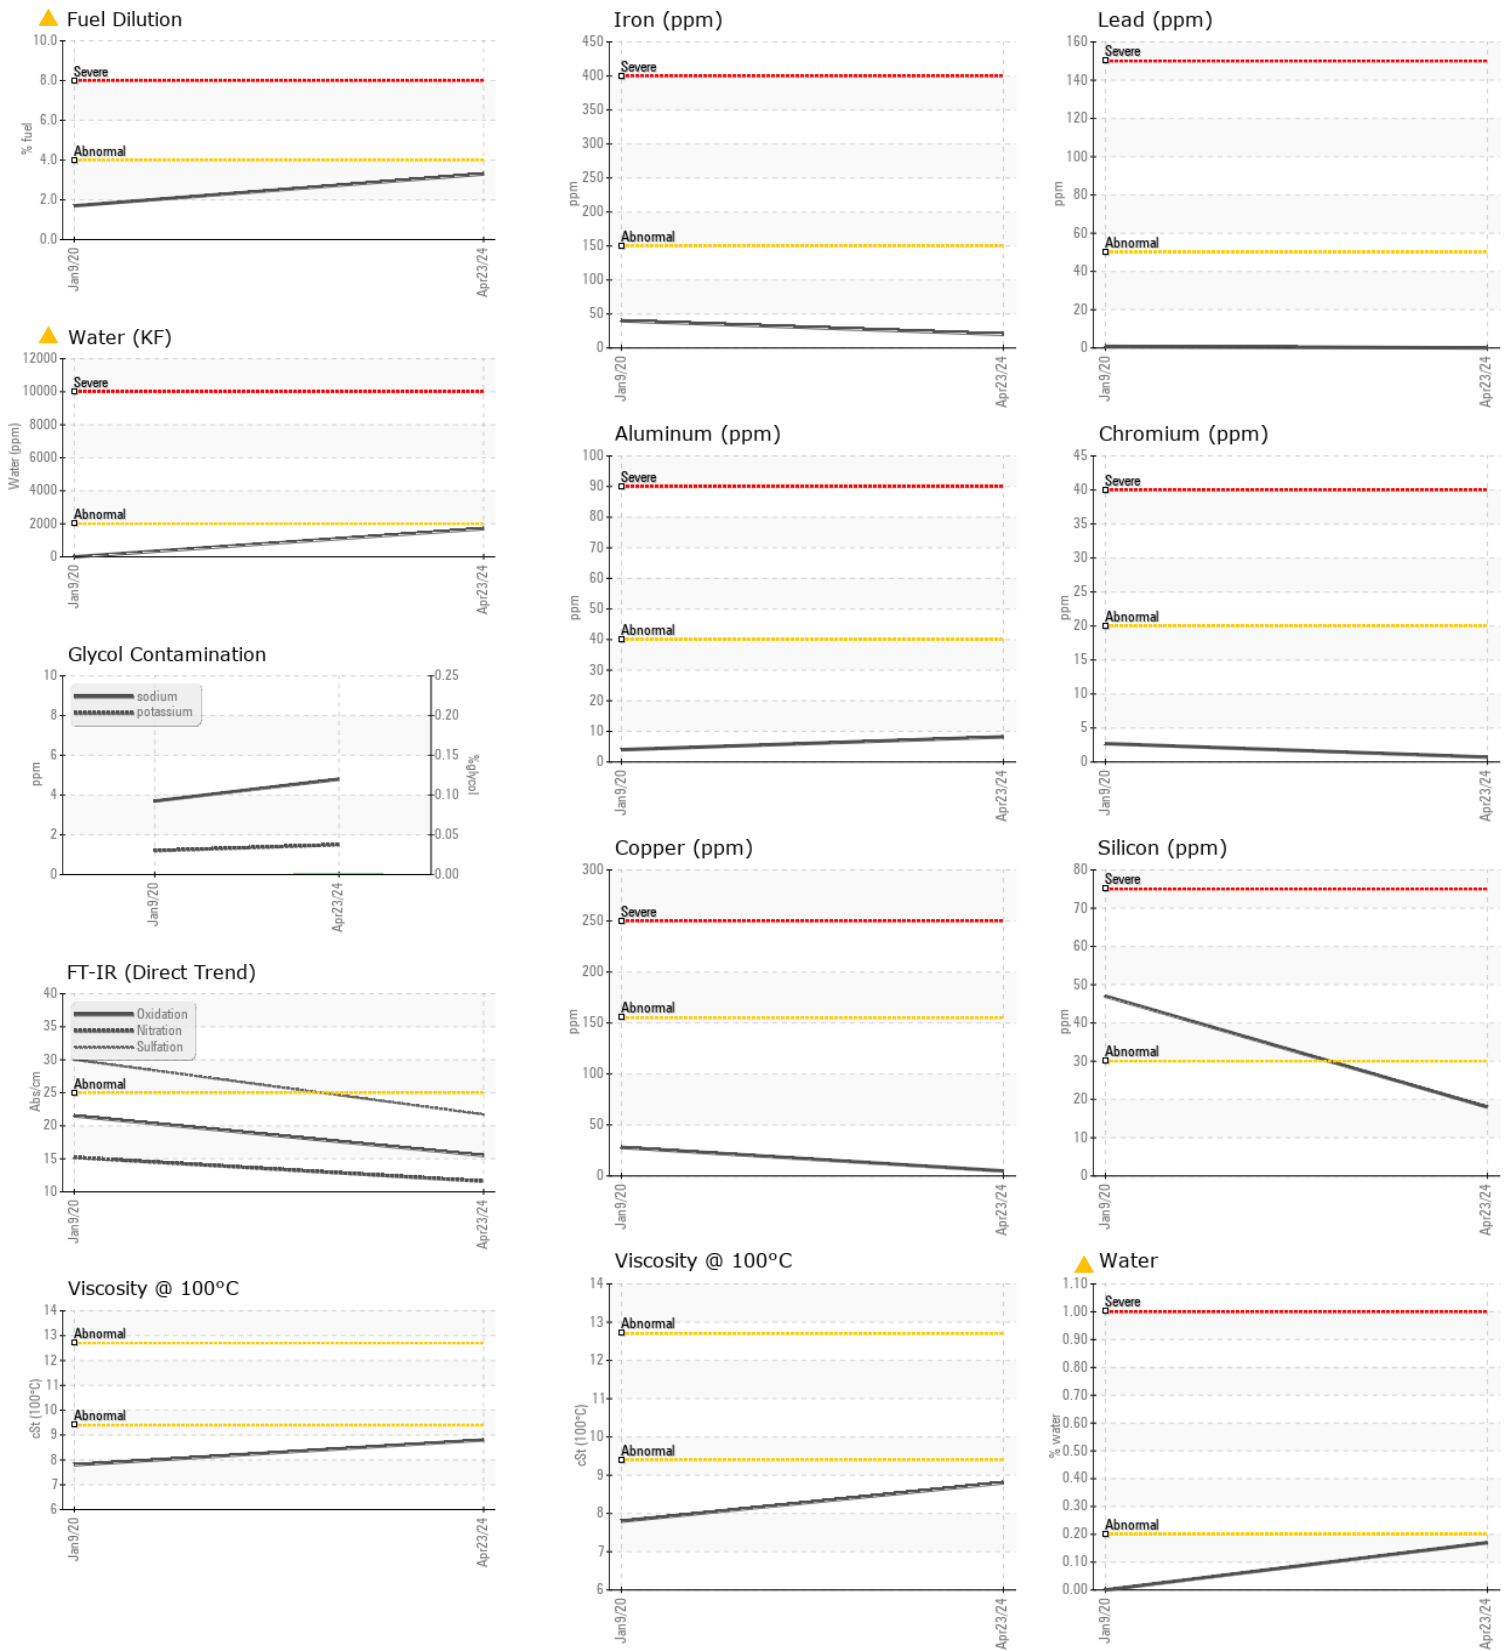 Fuel Dilution
10.0
8.0
6.0
4.0
2.0
0.0
% fuel
Severe
Abnormal
Jan9/20
Apr23/24
Water (KF)
12000
10000
8000
6000
4000
2000
0
Water (ppm)
Severe
Abnormal
Jan9/20
Apr23/24
Glycol Contamination
10
8
6
4
2
0
ppm
sodium
potassium
0.25
0.20
0.15
0.10
0.05
0.00
%glycol
Jan9/20
Apr23/24
FT-IR (Direct Trend)
40
35
30
25
20
15
10
Abs/cm
Oxidation
Nitration
Sulfation
Abnormal
Jan9/20
Apr23/24
Viscosity @ 100°C
14
13
12
11
10
9
8
7
6
cSt (100°C)
Abnormal
Abnormal
Jan9/20
Apr23/24
Iron (ppm)
450
400
350
300
250
200
150
100
50
0
ppm
Severe
Abnormal
Jan9/20
Apr23/24
Lead (ppm)
160
140
120
100
80
60
40
20
0
ppm
Severe
Abnormal
Jan9/20
Apr23/24
Aluminum (ppm)
100
90
80
70
60
50
40
30
20
10
0
ppm
Severe
Abnormal
Jan9/20
Apr23/24
Chromium (ppm)
45
40
35
30
25
20
15
10
5
0
ppm
Severe
Abnormal
Jan9/20
Apr23/24
Copper (ppm)
300
250
200
150
100
50
0
ppm
Severe
Abnormal
Jan9/20
Apr23/24
Silicon (ppm)
80
70
60
50
40
30
20
10
0
ppm
Severe
Abnormal
Jan9/20
Apr23/24
Viscosity @ 100°C
14
13
12
11
10
9
8
7
6
cSt (100°C)
Abnormal
Abnormal
Jan9/20
Apr23/24
Water
1.10
1.00
0.90
0.80
0.70
0.60
0.50
0.40
0.30
0.20
0.10
0.00
% water
Severe
Abnormal
Jan9/20
Apr23/24